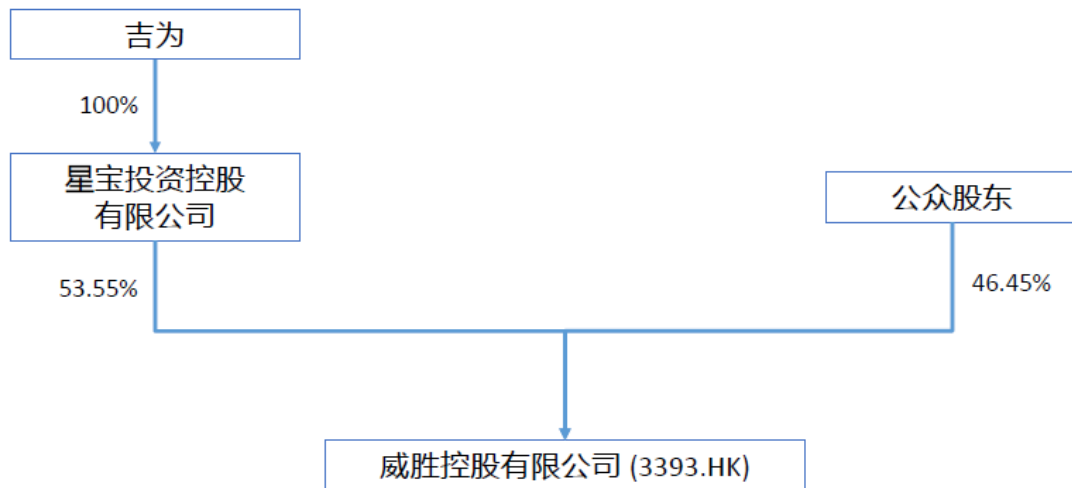 吉为
100%
星宝投资控股
有限公司
公众股东
53.55%
46.45%
威胜控股有限公司 (3393.HK)